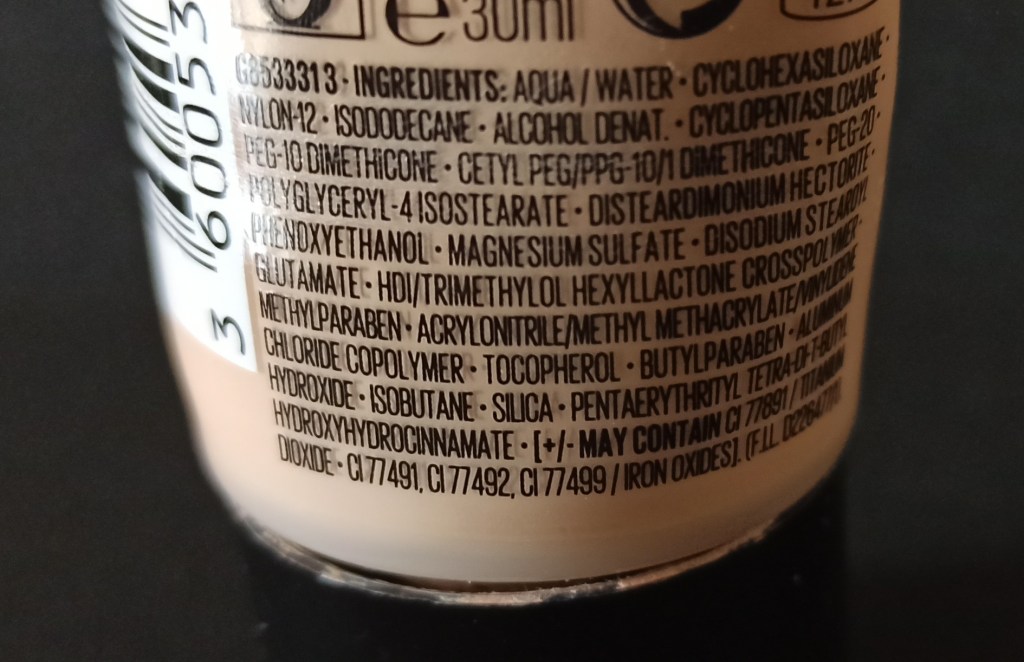 e 30ml
G8533313 · INGREDIENTS: AQUA / WATER · CYCLOHEXASILOXANE ·
NYLON-12 · ISODODECANE · ALCOHOL DENAT. · CYCLOPENTASILOXANE ·
PEG-10 DIMETHICONE · CETYL PEG/PPG-10/1 DIMETHICONE · PEG-20 ·
POLYGLYCERYL-4 ISOSTEARATE · DISTEARDIMONIUM HECTORITE ·
PHENOXYETHANOL · MAGNESIUM SULFATE · DISODIUM STEAROYL
GLUTAMATE · HDI/TRIMETHYLOL HEXYLLACTONE CROSSPOLYMER ·
METHYLPARABEN · ACRYLONITRILE/METHYL METHACRYLATE/VINYLIDENE
CHLORIDE COPOLYMER · TOCOPHEROL · BUTYLPARABEN · ALUMINUM
HYDROXIDE · ISOBUTANE · SILICA · PENTAERYTHRITYL TETRA-DI-T-BUTYL
HYDROXYHYDROCINNAMATE · [+/- MAY CONTAIN CI 77891 / TITANIUM
DIOXIDE · CI 77491, CI 77492, CI 77499 / IRON OXIDES]. (F.I.L.
3 60053